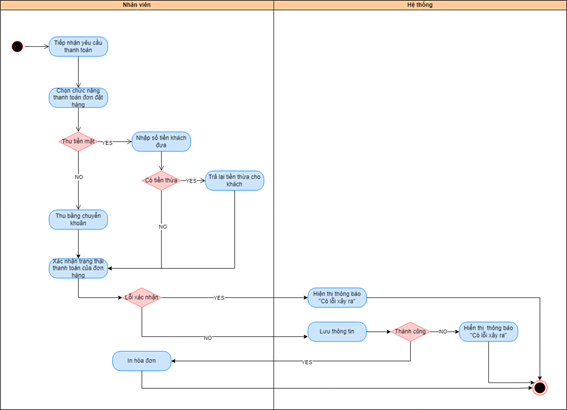 Nhân viên
Hệ thống
Tiếp nhận yêu cầu
thanh toán
Chọn chức năng
thanh toán đơn đặt
hàng
Thu tiền mặt
YES
Nhập số tiền khách
đưa
Có tiền thừa
YES
Trả lại tiền thừa cho
khách
NO
NO
Thu bằng chuyển
khoản
Xác nhận trạng thái
thanh toán của đơn
hàng
Lỗi xác nhận
YES
Hiện thị thông báo
"Có lỗi xảy ra"
NO
Lưu thông tin
Thành công
NO
Hiển thị thông báo
"Có lỗi xảy ra"
YES
In hóa đơn